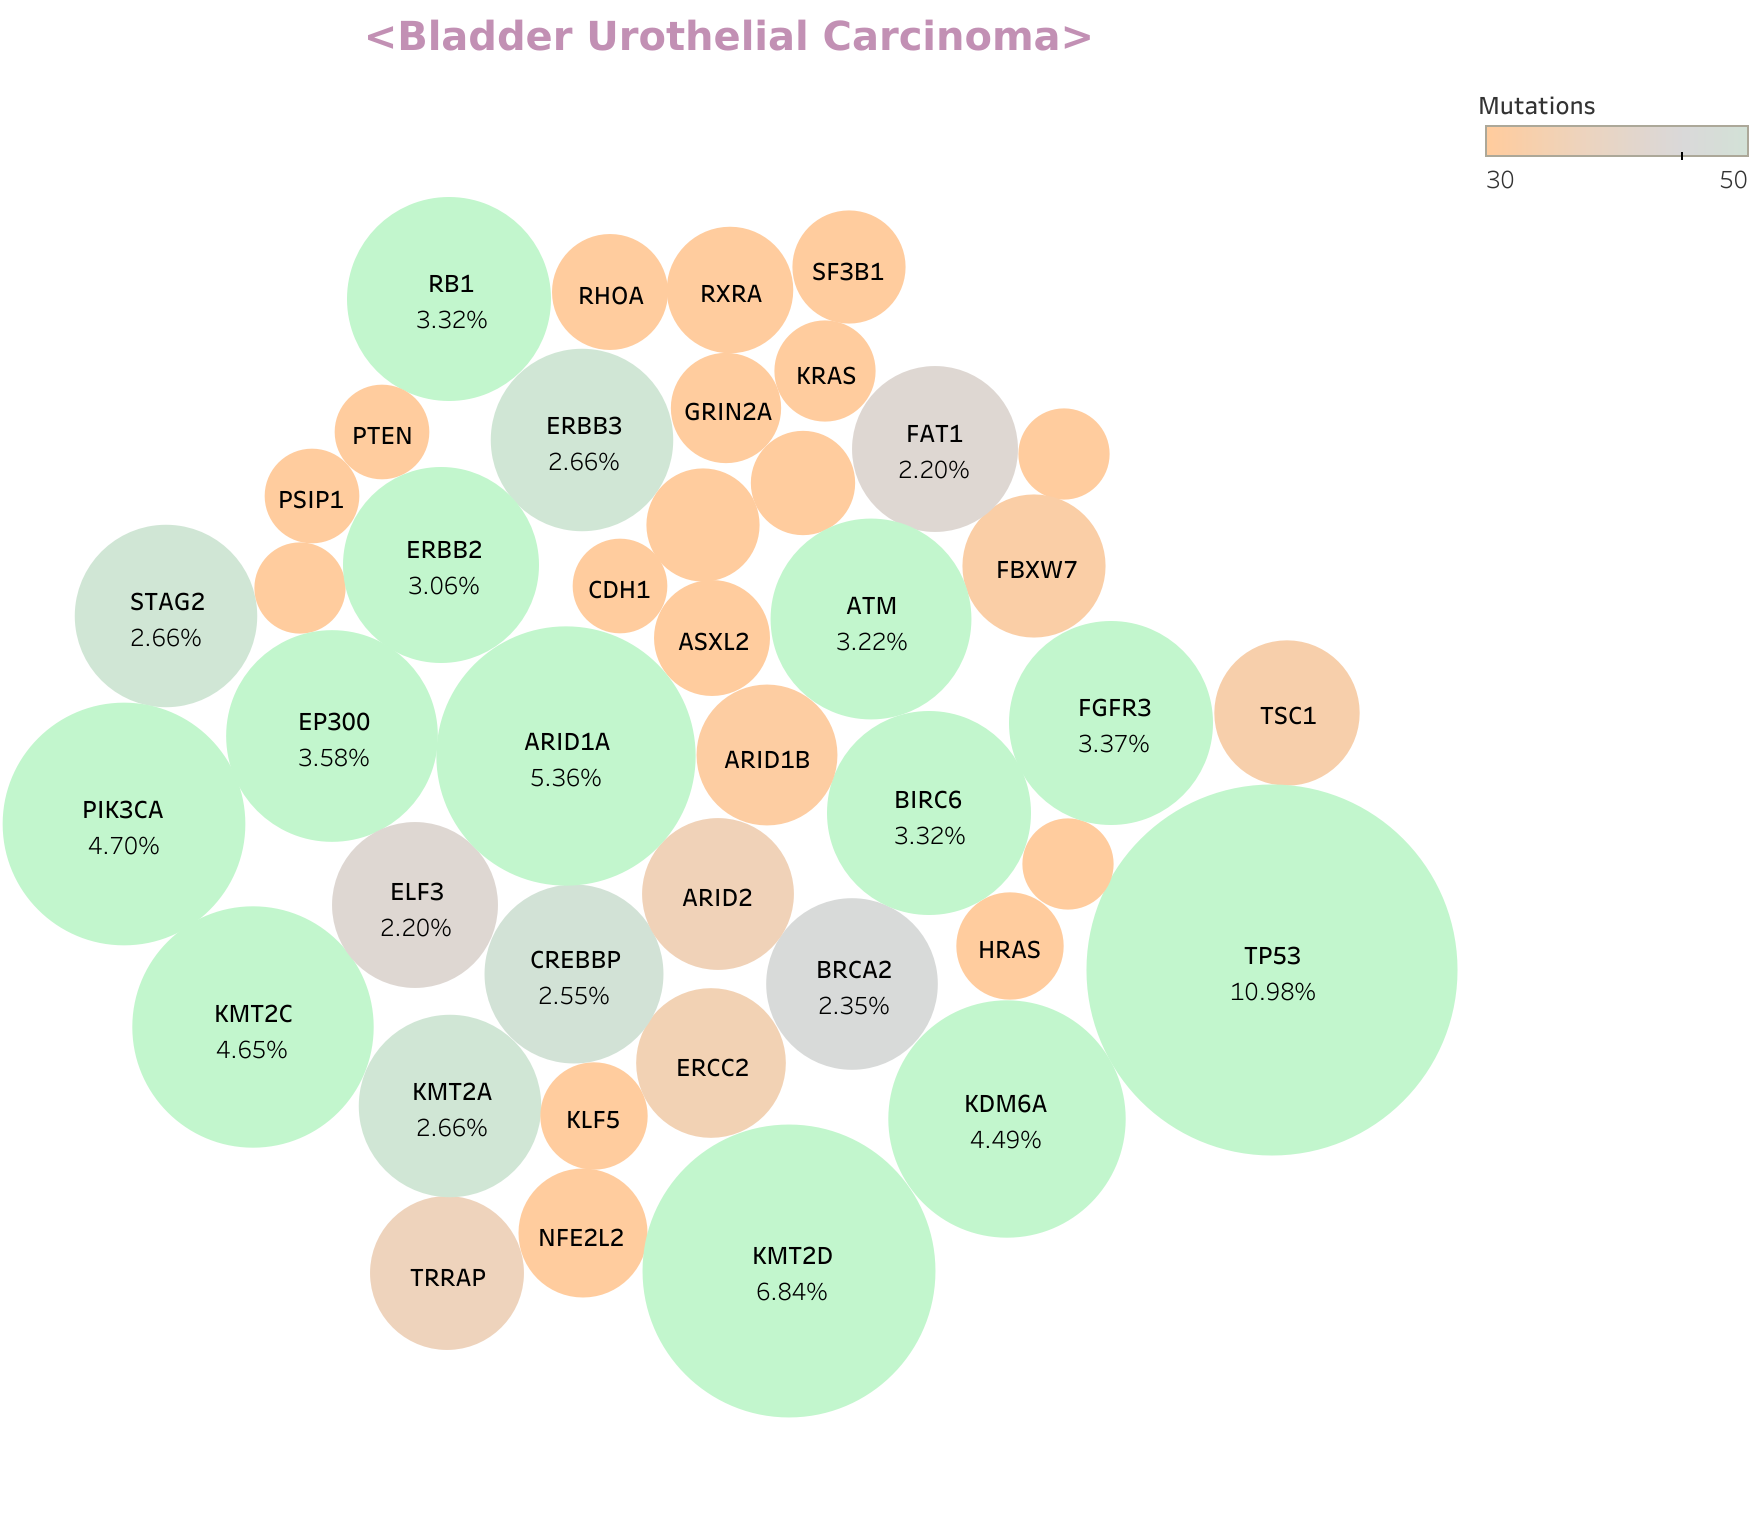 <Bladder Urothelial Carcinoma>
Mutations
30 50
RB1
3.32%
RHOA
RXRA
SF3B1
KRAS
GRIN2A
ERBB3
2.66%
FAT1
2.20%
PTEN
PSIP1
ERBB2
3.06%
CDH1
FBXW7
STAG2
2.66%
ATM
3.22%
ASXL2
EP300
3.58%
ARID1A
5.36%
ARID1B
FGFR3
3.37%
TSC1
PIK3CA
4.70%
BIRC6
3.32%
ELF3
2.20%
ARID2
CREBBP
2.55%
BRCA2
2.35%
HRAS
TP53
10.98%
KMT2C
4.65%
ERCC2
KMT2A
2.66%
KLF5
KDM6A
4.49%
NFE2L2
TRRAP
KMT2D
6.84%